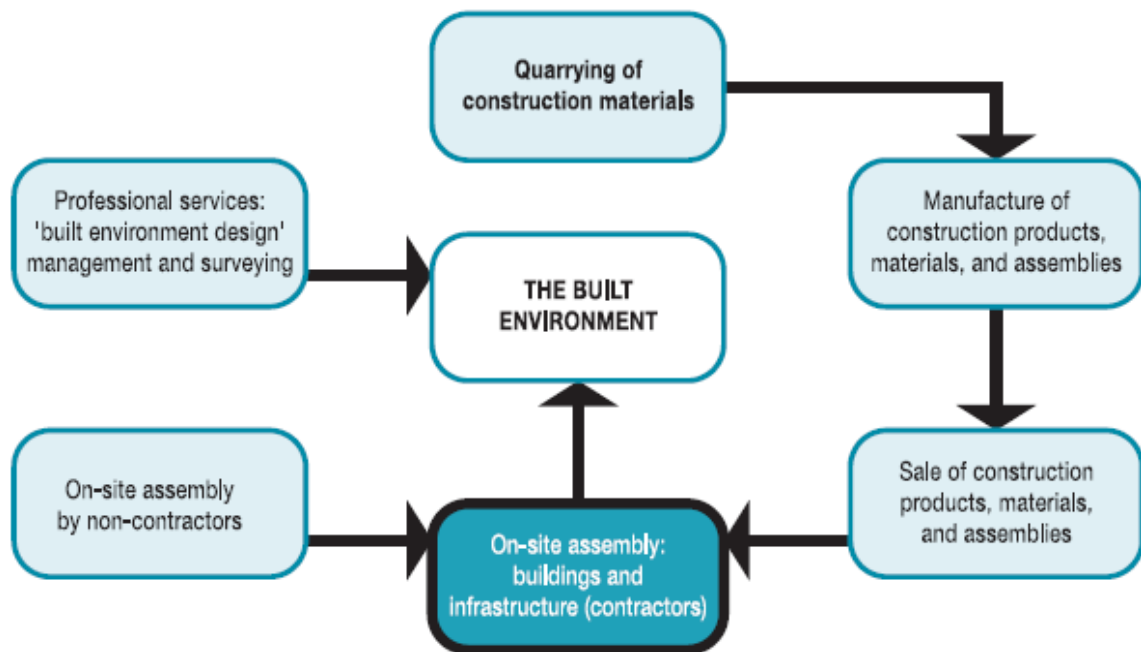 Quarrying of
construction materials
Professional services:
'built environment design'
management and surveying
Manufacture of
construction products,
materials, and assemblies
THE BUILT
ENVIRONMENT
On-site assembly
by non-contractors
On-site assembly:
buildings and
infrastructure (contractors)
Sale of construction
products, materials,
and assemblies